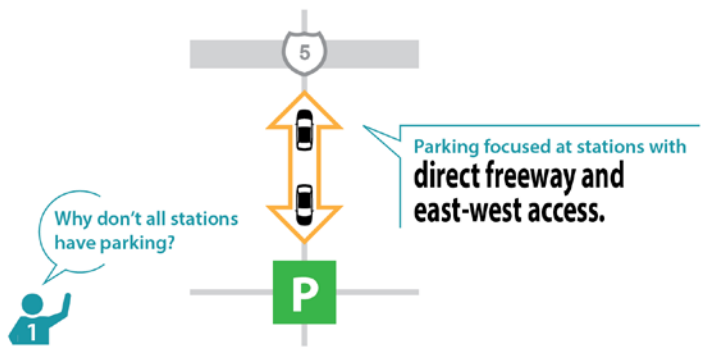 5
Parking focused at stations with
direct freeway and
east-west access.
Why don't all stations
have parking?
P
1